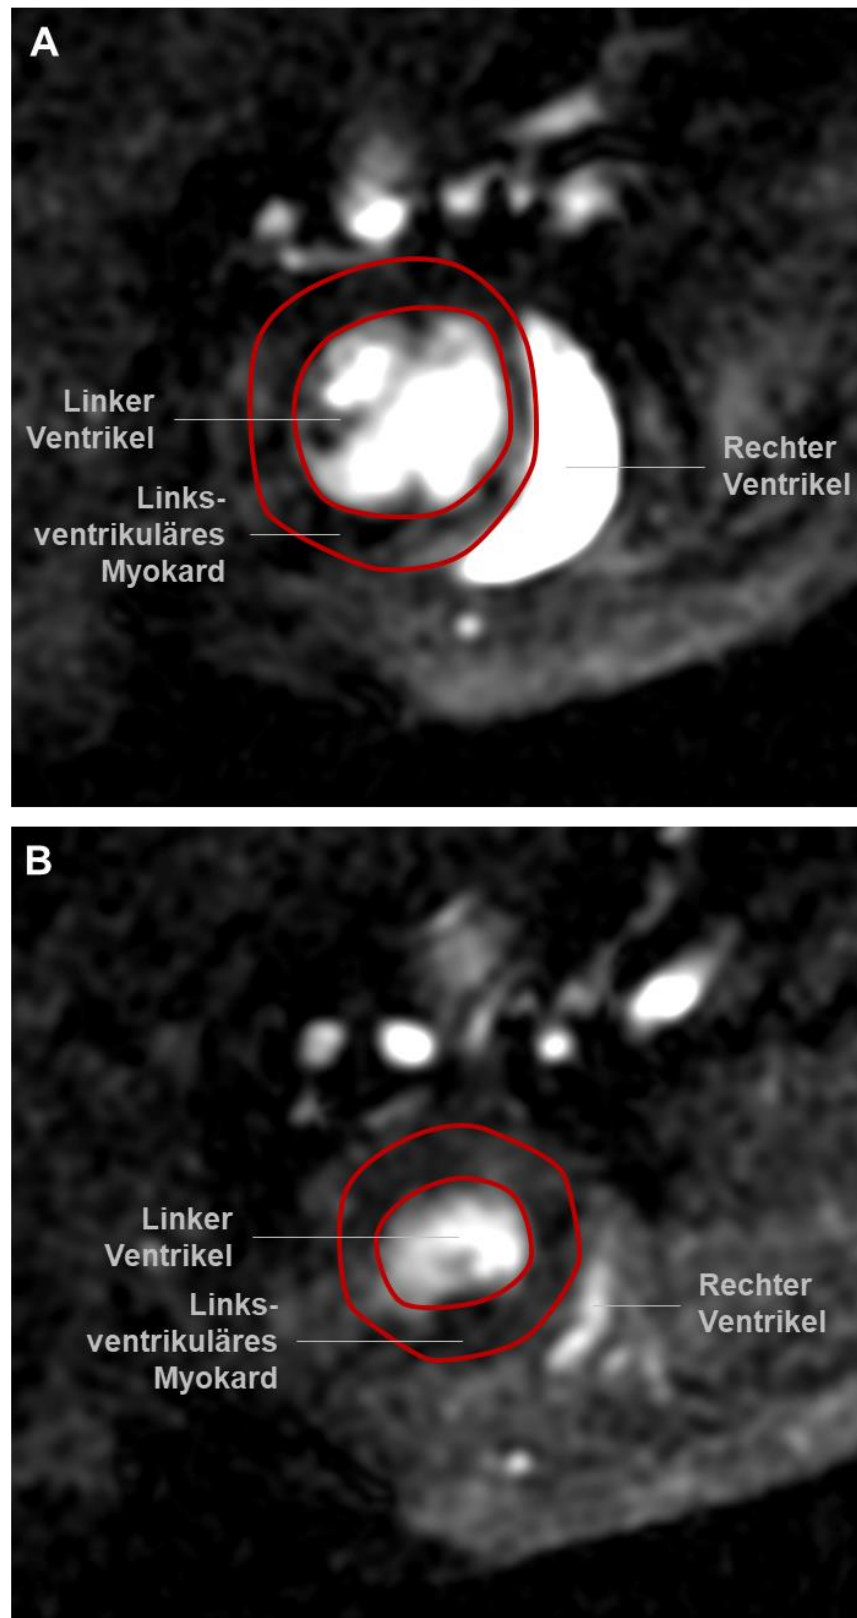 A
Linker
Ventrikel
Links-
ventrikuläres
Myokard
Rechter
Ventrikel
B
Linker
Ventrikel
Links-
ventrikuläres
Myokard
Rechter
Ventrikel